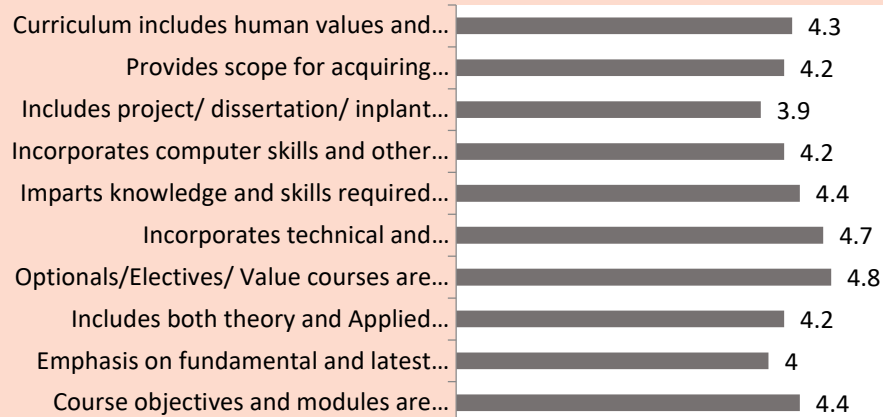 Curriculum includes human values and... 4.3
Provides scope for acquiring... 4.2
Includes project/ dissertation/ inplant... 3.9
Incorporates computer skills and other... 4.2
Imparts knowledge and skills required... 4.4
Incorporates technical and... 4.7
Optionals/Electives/ Value courses are... 4.8
Includes both theory and Applied... 4.2
Emphasis on fundamental and latest... 4
Course objectives and modules are... 4.4